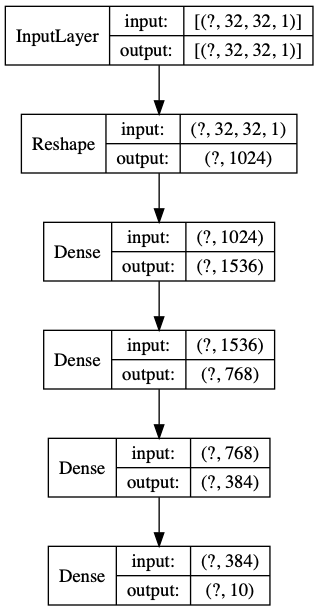 InputLayer
input: [(?, 32, 32, 1)]
output: [(?, 32, 32, 1)]
Reshape
input: (?, 32, 32, 1)
output: (?, 1024)
Dense
input: (?, 1024)
output: (?, 1536)
Dense
input: (?, 1536)
output: (?, 768)
Dense
input: (?, 768)
output: (?, 384)
Dense
input: (?, 384)
output: (?, 10)